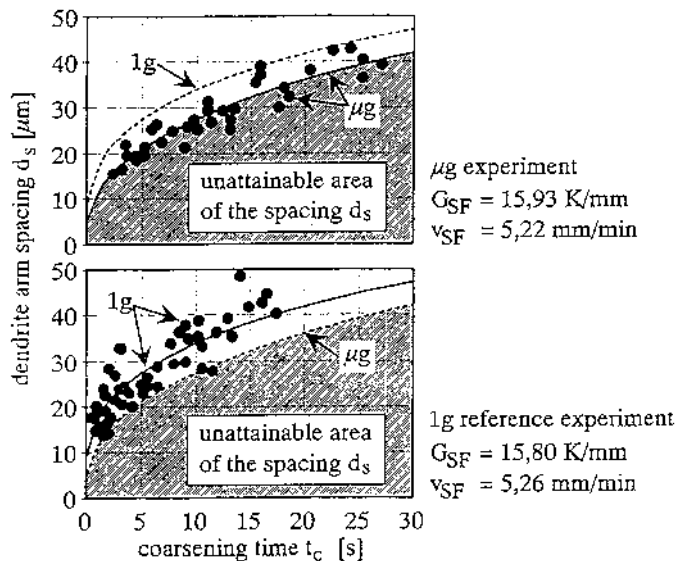 dendrite arm spacing dₛ [μm]
50
40
30
20
10
0
1g
μg
unattainable area
of the spacing dₛ
μg experiment
G_SF = 15,93 K/mm
v_SF = 5,22 mm/min
50
40
30
20
10
0
1g
μg
unattainable area
of the spacing dₛ
1g reference experiment
G_SF = 15,80 K/mm
v_SF = 5,26 mm/min
0 5 10 15 20 25 30
coarsening time t_c [s]